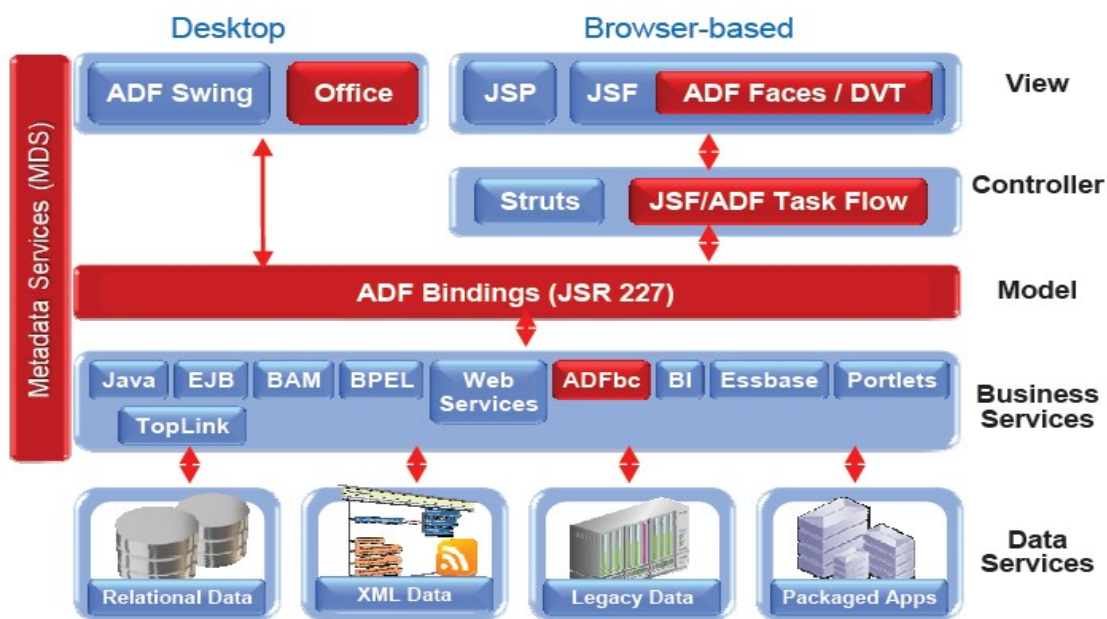 Desktop
Browser-based
Metadata Services (MDS)
ADF Swing
Office
JSP
JSF
ADF Faces / DVT
View
Struts
JSF/ADF Task Flow
Controller
ADF Bindings (JSR 227)
Model
Java
EJB
BAM
BPEL
Web
Services
ADFbc
BI
Essbase
Portlets
TopLink
Business
Services
Relational Data
XML Data
Legacy Data
Packaged Apps
Data
Services